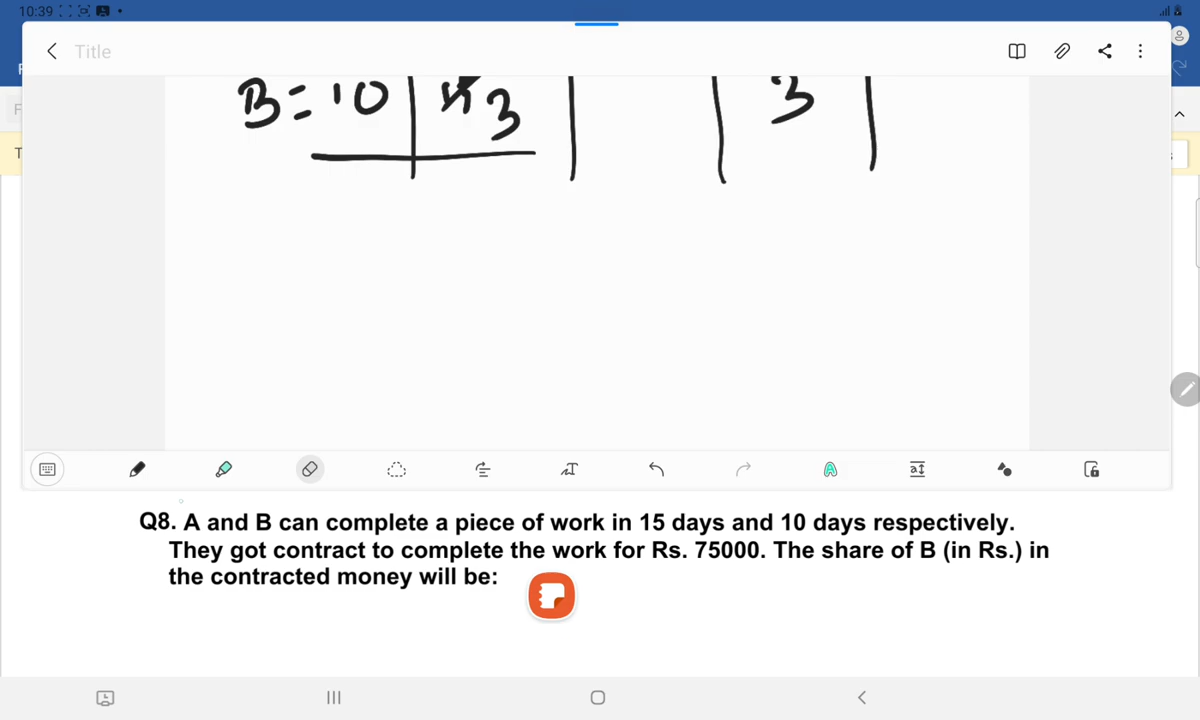 10:39
Title
B = 10 3 3
T
Q8. A and B can complete a piece of work in 15 days and 10 days respectively.
They got contract to complete the work for Rs. 75000. The share of B (in Rs.) in
the contracted money will be: